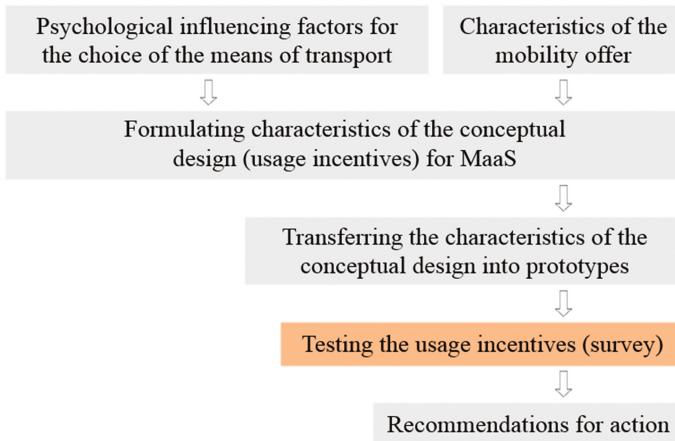 Psychological influencing factors for
the choice of the means of transport
Characteristics of the
mobility offer
Formulating characteristics of the conceptual
design (usage incentives) for MaaS
Transferring the characteristics of the
conceptual design into prototypes
Testing the usage incentives (survey)
Recommendations for action